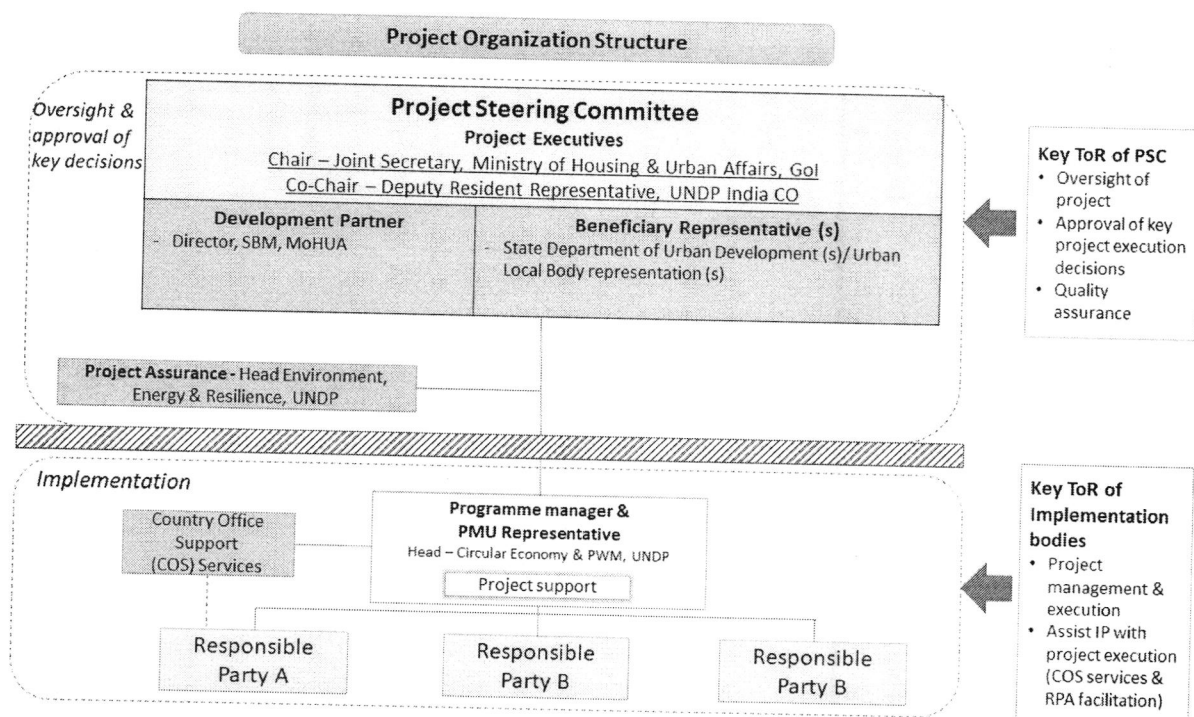 Project Organization Structure
Oversight &
approval of
key decisions
Project Steering Committee
Project Executives
Chair – Joint Secretary, Ministry of Housing & Urban Affairs, GoI
Co-Chair – Deputy Resident Representative, UNDP India CO
Development Partner
- Director, SBM, MoHUA
Beneficiary Representative (s)
- State Department of Urban Development (s)/ Urban
Local Body representation (s)
Project Assurance - Head Environment,
Energy & Resilience, UNDP
Key ToR of PSC
• Oversight of
project
• Approval of key
project execution
decisions
• Quality
assurance
Implementation
Country Office
Support
(COS) Services
Programme manager &
PMU Representative
Head – Circular Economy & PWM, UNDP
Project support
Responsible
Party A
Responsible
Party B
Responsible
Party B
Key ToR of
Implementation
bodies
• Project
management &
execution
• Assist IP with
project execution
(COS services &
RPA facilitation)